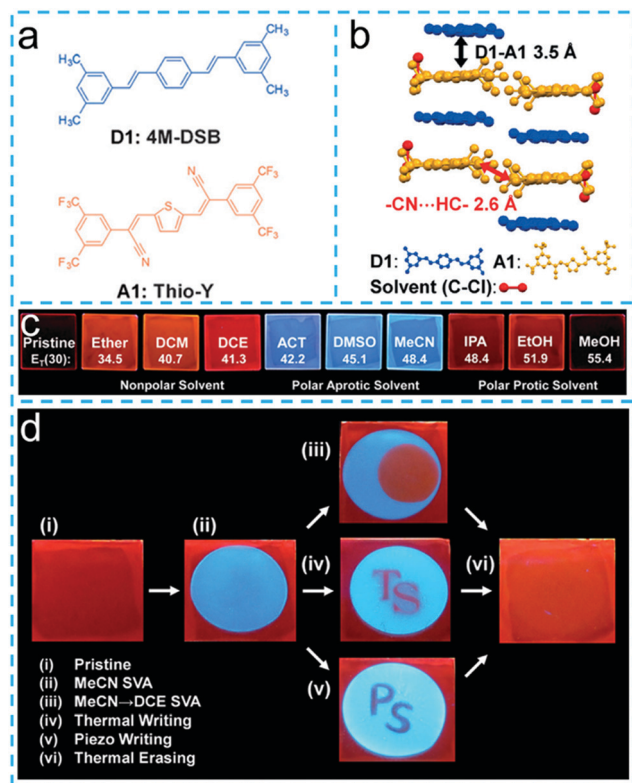 a
CH₃
H₃C
CH₃
H₃C
D1: 4M-DSB
F₃C
CF₃
S
N
N
F₃C
CF₃
A1: Thio-Y
b
D1-A1 3.5 Å
-CN···HC- 2.6 Å
D1: A1:
Solvent (C-Cl):
c
Pristine Ether DCM DCE ACT DMSO MeCN IPA EtOH MeOH
E_T(30): 34.5 40.7 41.3 42.2 45.1 48.4 48.4 51.9 55.4
Nonpolar Solvent Polar Aprotic Solvent Polar Protic Solvent
d
(iii)
(i) (ii) (iv) TS (vi)
(v) PS
(i) Pristine
(ii) MeCN SVA
(iii) MeCN→DCE SVA
(iv) Thermal Writing
(v) Piezo Writing
(vi) Thermal Erasing